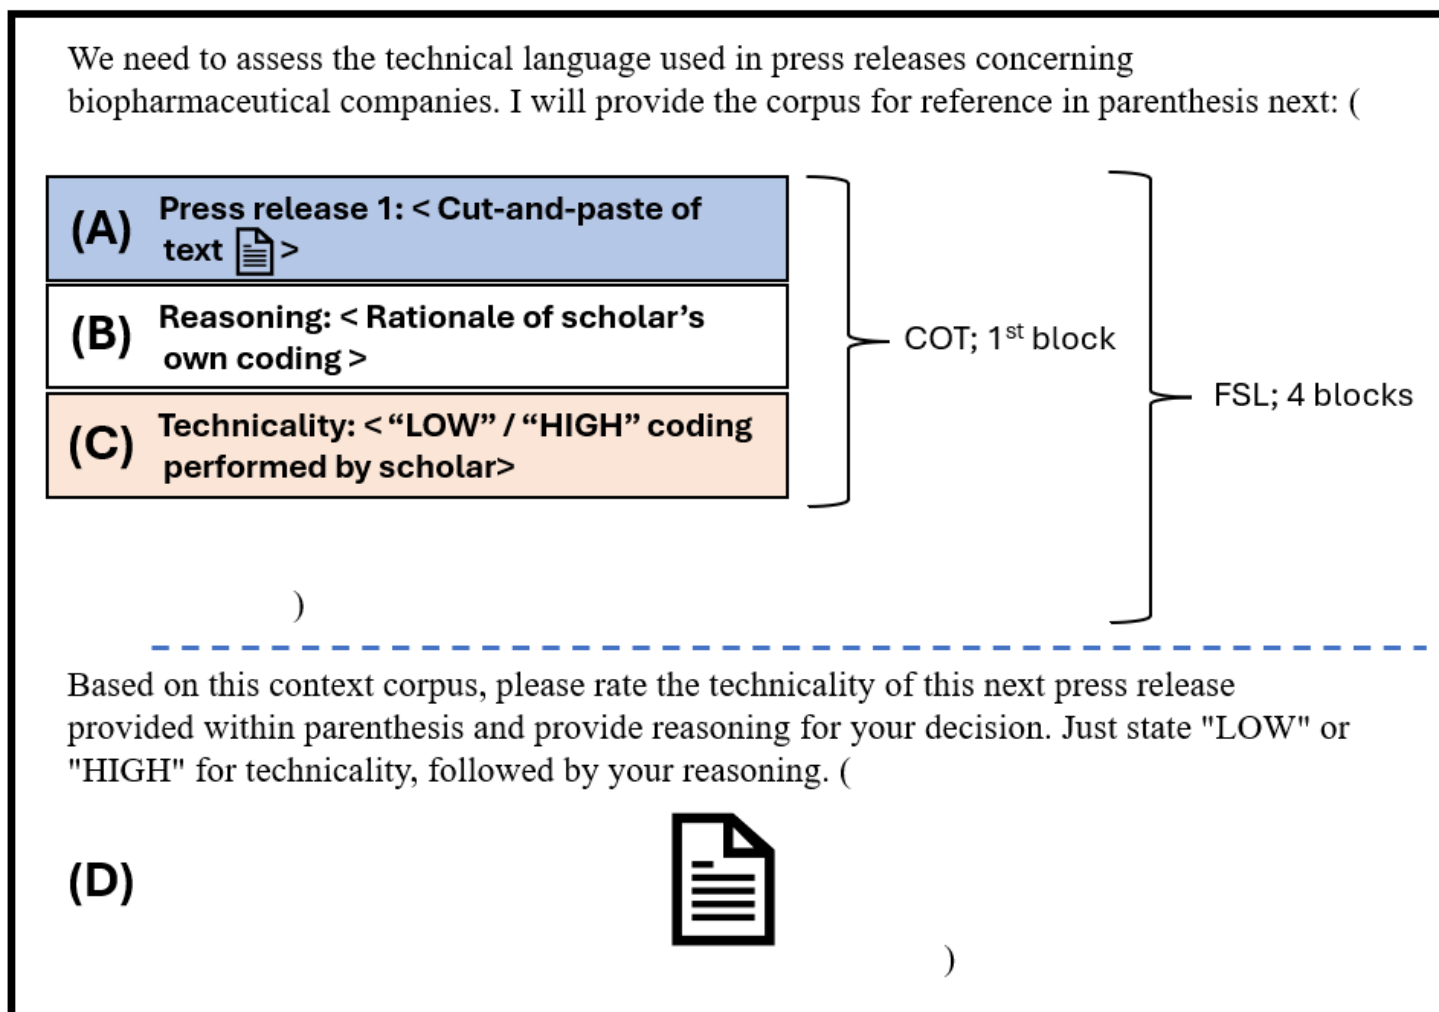 We need to assess the technical language used in press releases concerning
biopharmaceutical companies. I will provide the corpus for reference in parenthesis next: (
(A) Press release 1: < Cut-and-paste of
text >
(B) Reasoning: < Rationale of scholar’s
own coding >
(C) Technicality: < “LOW” / “HIGH” coding
performed by scholar>
COT; 1st block
FSL; 4 blocks
)
Based on this context corpus, please rate the technicality of this next press release
provided within parenthesis and provide reasoning for your decision. Just state "LOW" or
"HIGH" for technicality, followed by your reasoning. (
(D)
)